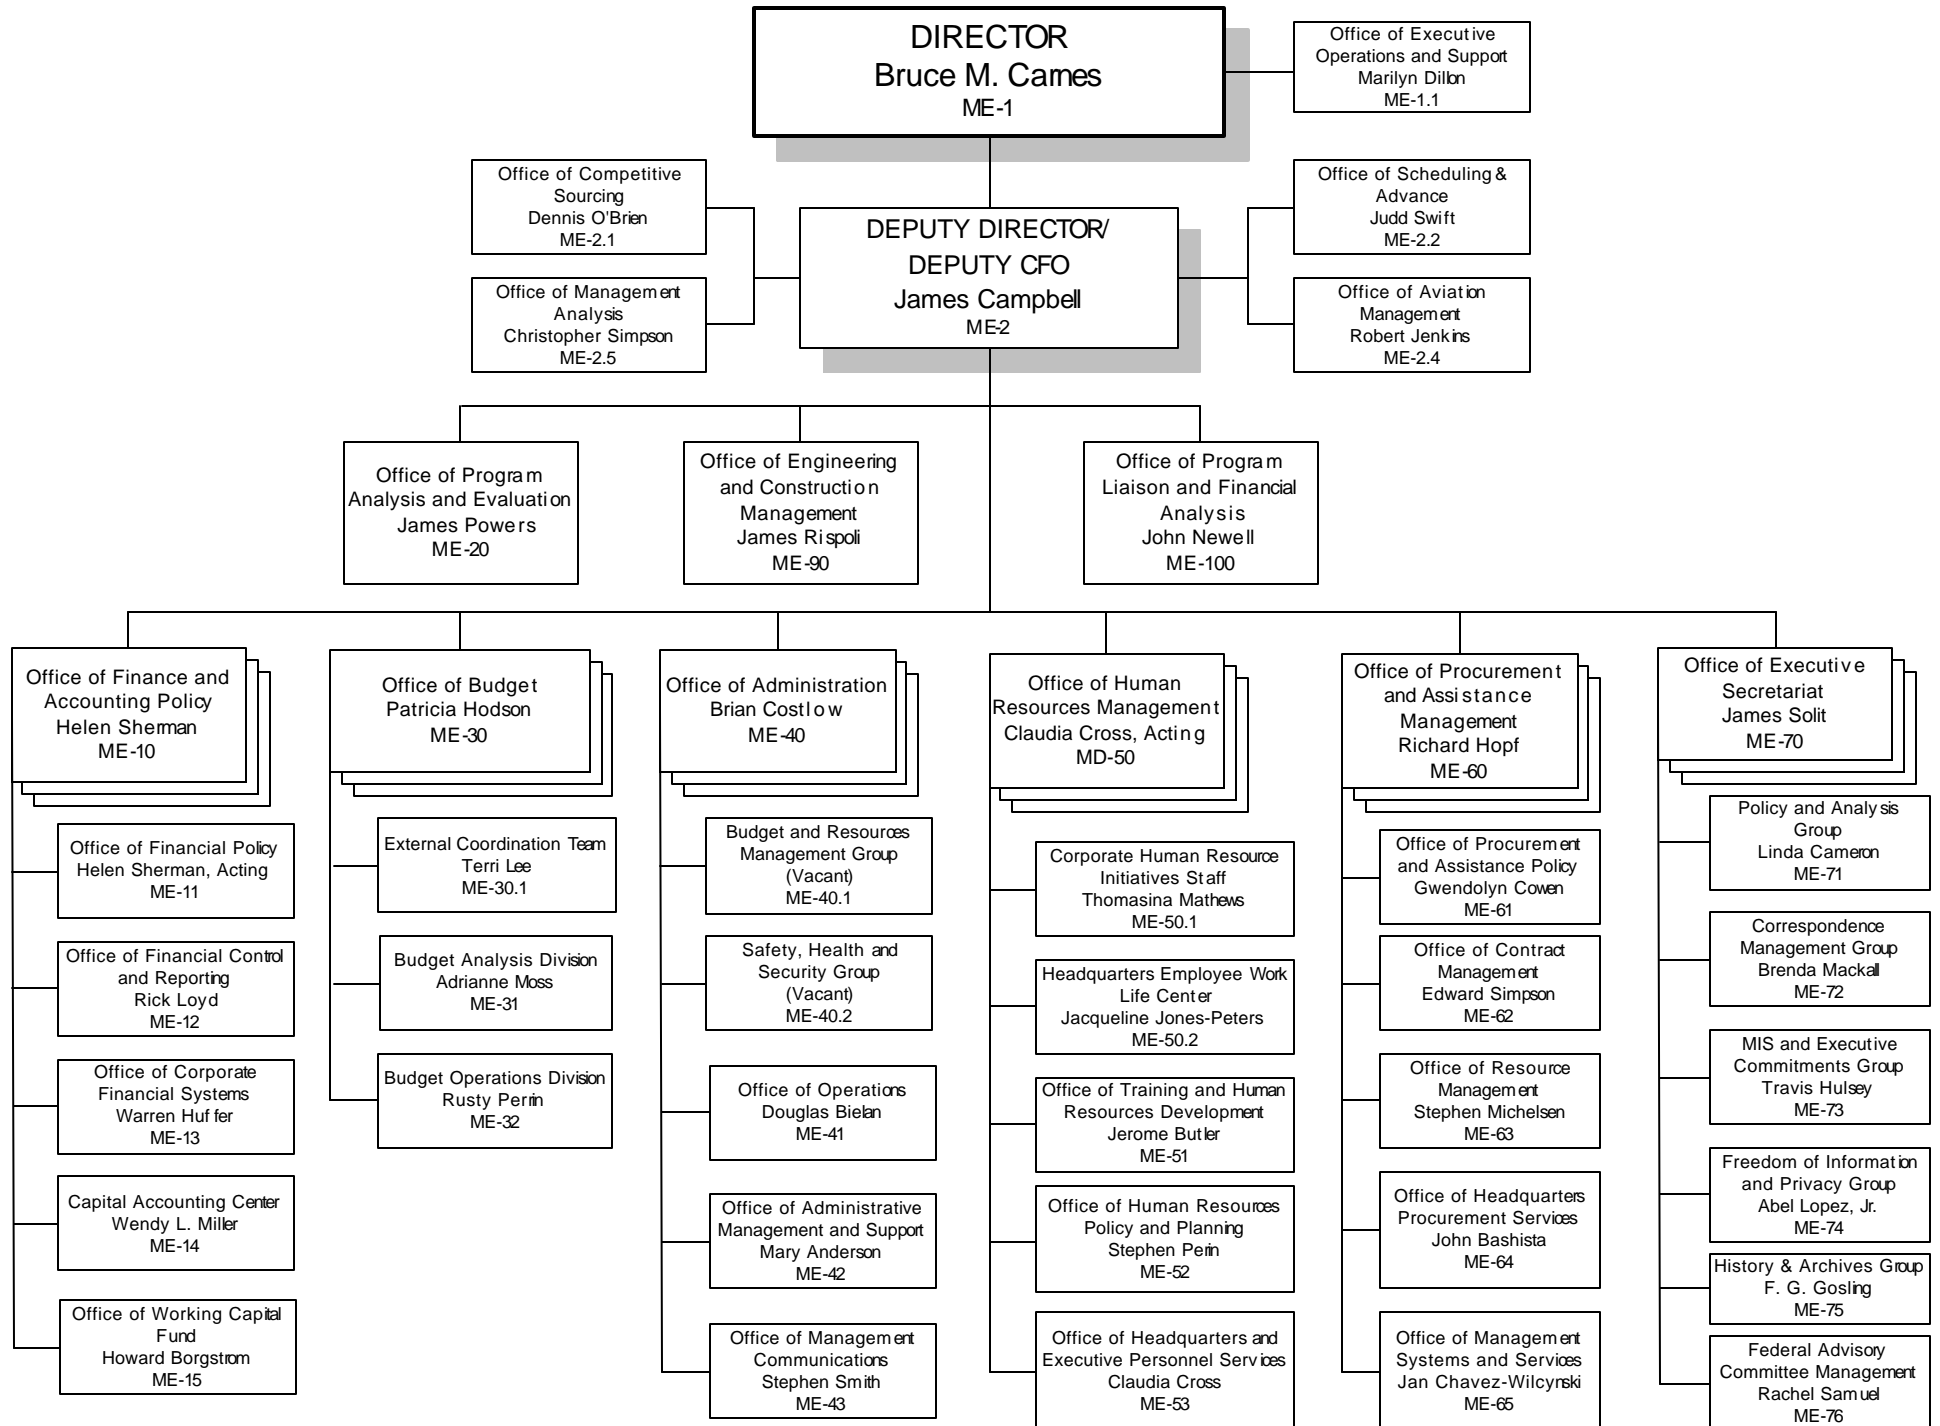 DIRECTOR
Bruce M. Carnes
ME-1
Office of Executive
Operations and Support
Marilyn Dillon
ME-1.1
Office of Competitive
Sourcing
Dennis O'Brien
ME-2.1
Office of Scheduling &
Advance
Judd Swift
ME-2.2
DEPUTY DIRECTOR/
DEPUTY CFO
James Campbell
ME-2
Office of Management
Analysis
Christopher Simpson
ME-2.5
Office of Aviation
Management
Robert Jenkins
ME-2.4
Office of Program
Analysis and Evaluation
James Powers
ME-20
Office of Engineering
and Construction
Management
James Rispoli
ME-90
Office of Program
Liaison and Financial
Analysis
John Newell
ME-100
Office of Finance and
Accounting Policy
Helen Sherman
ME-10
Office of Financial Policy
Helen Sherman, Acting
ME-11
Office of Financial Control
and Reporting
Rick Loyd
ME-12
Office of Corporate
Financial Systems
Warren Huffer
ME-13
Capital Accounting Center
Wendy L. Miller
ME-14
Office of Working Capital
Fund
Howard Borgstrom
ME-15
Office of Budget
Patricia Hodson
ME-30
External Coordination Team
Terri Lee
ME-30.1
Budget Analysis Division
Adrianne Moss
ME-31
Budget Operations Division
Rusty Perrin
ME-32
Office of Administration
Brian Costlow
ME-40
Budget and Resources
Management Group
(Vacant)
ME-40.1
Safety, Health and
Security Group
(Vacant)
ME-40.2
Office of Operations
Douglas Bielan
ME-41
Office of Administrative
Management and Support
Mary Anderson
ME-42
Office of Management
Communications
Stephen Smith
ME-43
Office of Human
Resources Management
Claudia Cross, Acting
MD-50
Corporate Human Resource
Initiatives Staff
Thomasina Mathews
ME-50.1
Headquarters Employee Work
Life Center
Jacqueline Jones-Peters
ME-50.2
Office of Training and Human
Resources Development
Jerome Butler
ME-51
Office of Human Resources
Policy and Planning
Stephen Perin
ME-52
Office of Headquarters and
Executive Personnel Services
Claudia Cross
ME-53
Office of Procurement
and Assistance
Management
Richard Hopf
ME-60
Office of Procurement
and Assistance Policy
Gwendolyn Cowen
ME-61
Office of Contract
Management
Edward Simpson
ME-62
Office of Resource
Management
Stephen Michelsen
ME-63
Office of Headquarters
Procurement Services
John Bashista
ME-64
Office of Management
Systems and Services
Jan Chavez-Wilcynski
ME-65
Office of Executive
Secretariat
James Solit
ME-70
Policy and Analysis
Group
Linda Cameron
ME-71
Correspondence
Management Group
Brenda Mackall
ME-72
MIS and Executive
Commitments Group
Travis Hulsey
ME-73
Freedom of Information
and Privacy Group
Abel Lopez, Jr.
ME-74
History & Archives Group
F. G. Gosling
ME-75
Federal Advisory
Committee Management
Rachel Samuel
ME-76